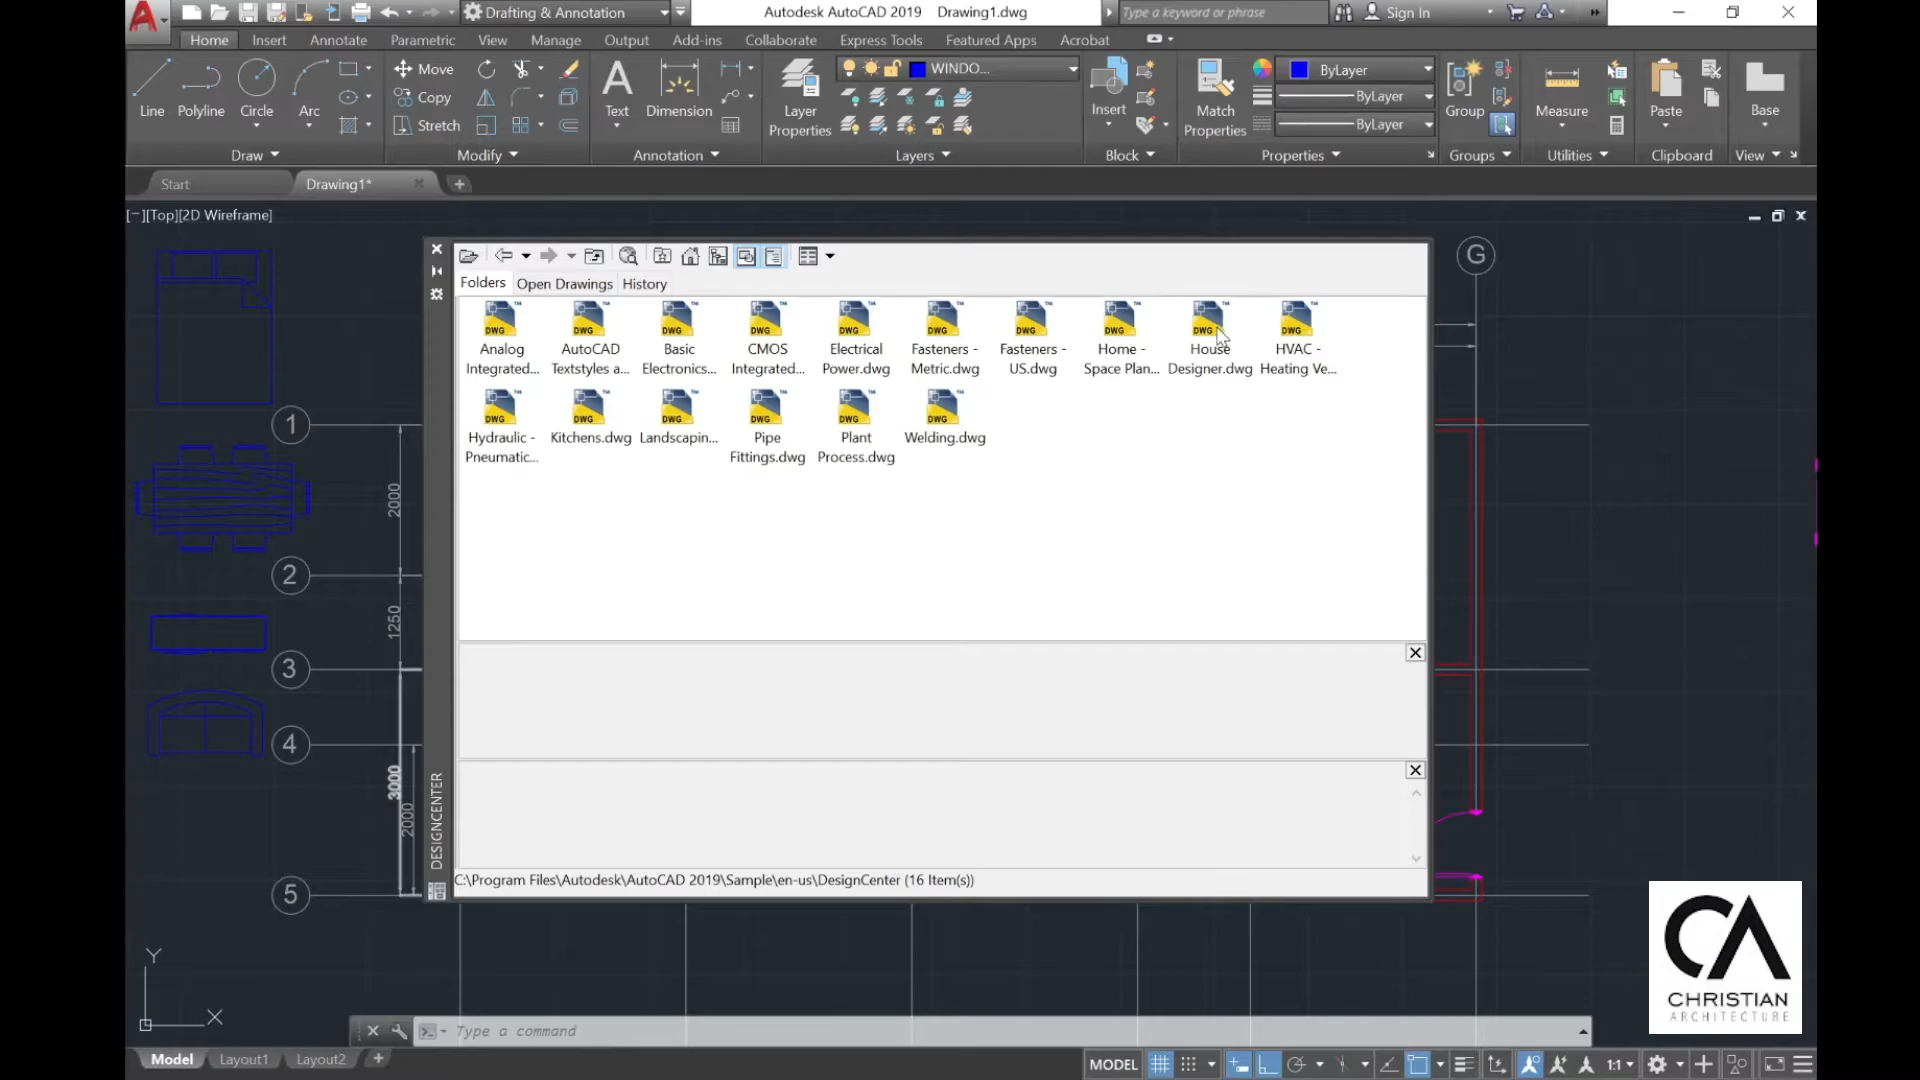 Drafting & Annotation
Autodesk AutoCAD 2019 Drawing1.dwg
Type a keyword or phrase
Sign In
Home Insert Annotate Parametric View Manage Output Add-ins Collaborate Express Tools Featured Apps Acrobat
Line Polyline Circle Arc
Move
Copy
Stretch
Text Dimension
Layer
Properties
WINDO...
Insert
Match
Properties
ByLayer
ByLayer
ByLayer
Group
Measure
Paste
Base
Draw Modify Annotation Layers Block Properties Groups Utilities Clipboard View
Start Drawing1*
[−][Top][2D Wireframe]
Folders Open Drawings History
Analog
Integrated...
AutoCAD
Textstyles a...
Basic
Electronics...
CMOS
Integrated...
Electrical
Power.dwg
Fasteners -
Metric.dwg
Fasteners -
US.dwg
Home -
Space Plan...
House
Designer.dwg
HVAC -
Heating Ve...
Hydraulic -
Pneumatic...
Kitchens.dwg
Landscapin...
Pipe
Fittings.dwg
Plant
Process.dwg
Welding.dwg
DESIGNCENTER
C:\Program Files\Autodesk\AutoCAD 2019\Sample\en-us\DesignCenter (16 Item(s))
G
1
2
3
4
5
2000
1250
3000
2000
Y
X
Type a command
Model Layout1 Layout2
MODEL
1:1
CA
CHRISTIAN
ARCHITECTURE